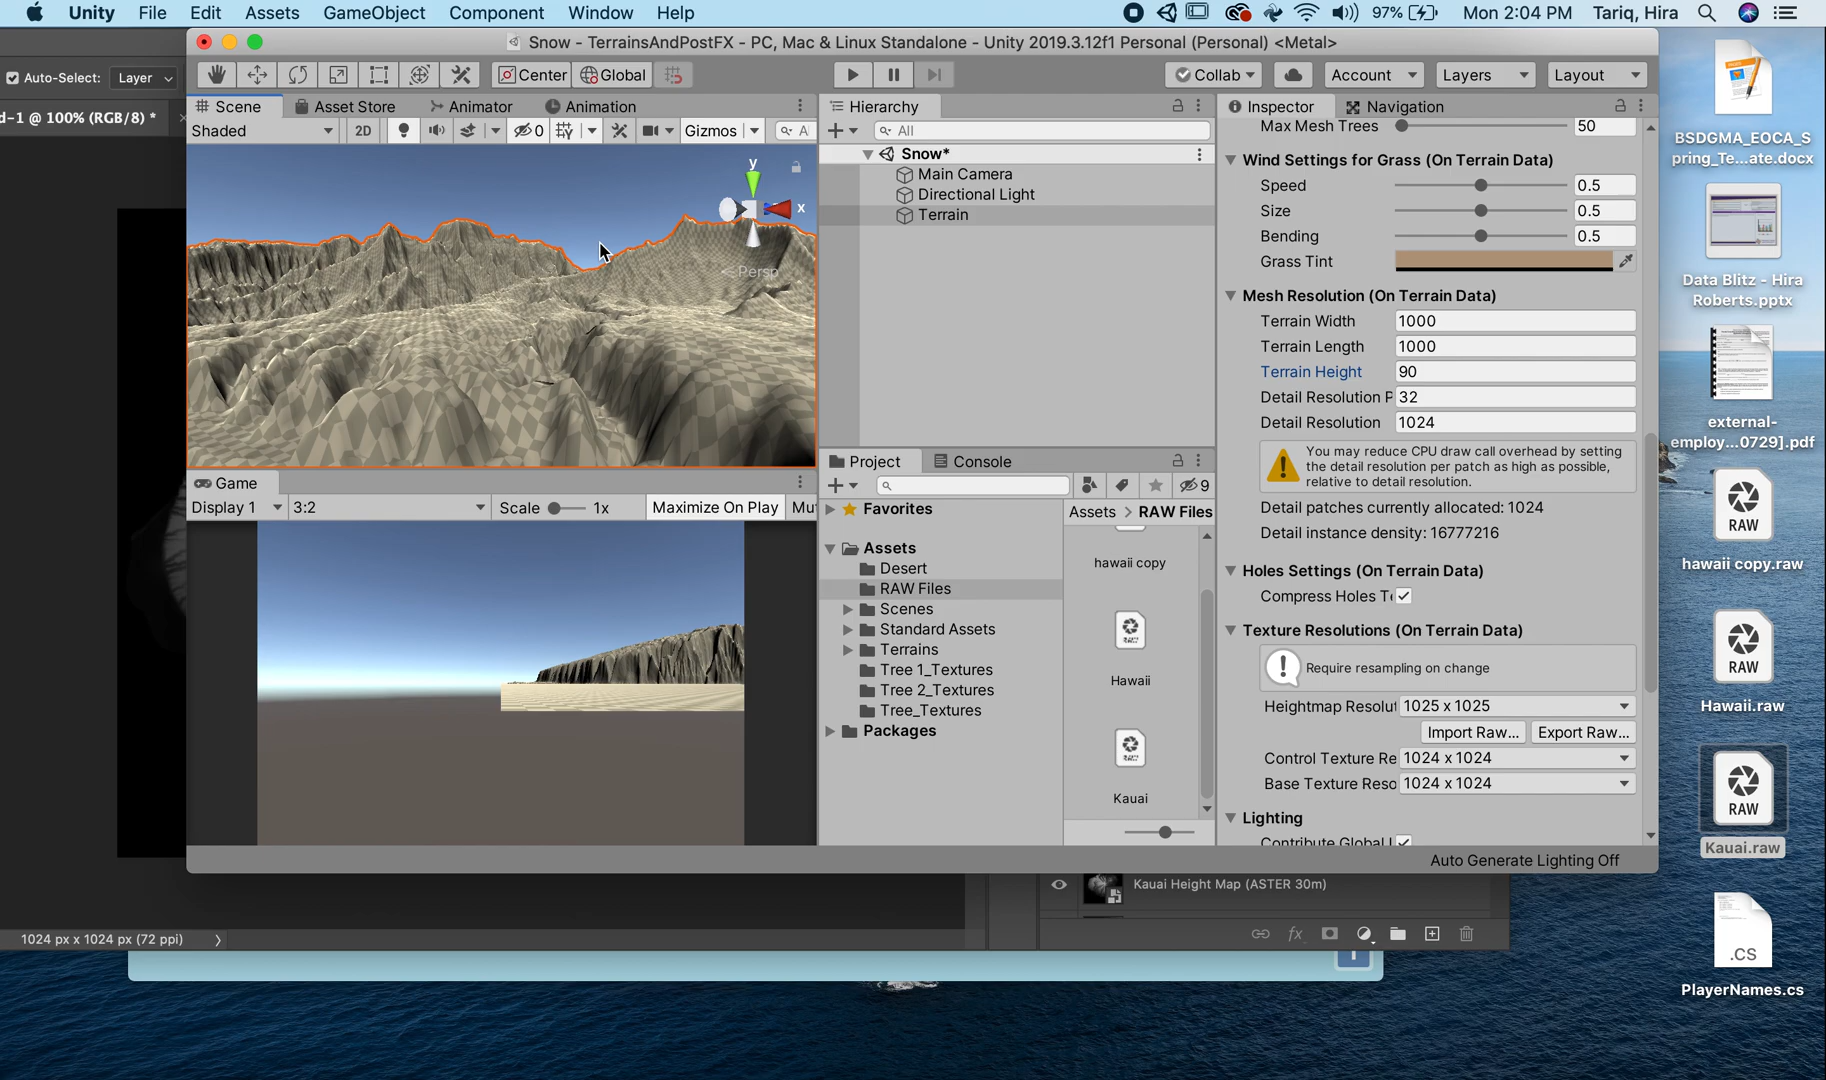 Unity File Edit Assets GameObject Component Window Help 97% Mon 2:04 PM Tariq, Hira
Snow - TerrainsAndPostFX - PC, Mac & Linux Standalone - Unity 2019.3.12f1 Personal (Personal) <Metal>
Auto-Select: Layer
Center Global Collab Account Layers Layout
d-1 @ 100% (RGB/8) *
Scene Asset Store Animator Animation
Shaded 2D 0 Gizmos A
y
x
Persp
Hierarchy
All
Snow*
Main Camera
Directional Light
Terrain
Inspector Navigation
Max Mesh Trees 50
Wind Settings for Grass (On Terrain Data)
Speed 0.5
Size 0.5
Bending 0.5
Grass Tint
Mesh Resolution (On Terrain Data)
Terrain Width 1000
Terrain Length 1000
Terrain Height 90
Detail Resolution P 32
Detail Resolution 1024
You may reduce CPU draw call overhead by setting
the detail resolution per patch as high as possible,
relative to detail resolution.
Detail patches currently allocated: 1024
Detail instance density: 16777216
Holes Settings (On Terrain Data)
Compress Holes T
Texture Resolutions (On Terrain Data)
Require resampling on change
Heightmap Resolut 1025 x 1025
Import Raw... Export Raw...
Control Texture Re 1024 x 1024
Base Texture Reso 1024 x 1024
Lighting
Contribute Global I
Auto Generate Lighting Off
Game
Display 1 3:2 Scale 1x Maximize On Play Mu
Project Console
9
Favorites
Assets
Desert
RAW Files
Scenes
Standard Assets
Terrains
Tree 1_Textures
Tree 2_Textures
Tree_Textures
Packages
Assets > RAW Files
hawaii copy
Hawaii
Kauai
Kauai Height Map (ASTER 30m)
fx
1024 px x 1024 px (72 ppi)
BSDGMA_EOCA_S
pring_Te...ate.docx
Data Blitz - Hira
Roberts.pptx
external-
employ...0729].pdf
RAW
hawaii copy.raw
RAW
Hawaii.raw
RAW
Kauai.raw
.CS
PlayerNames.cs